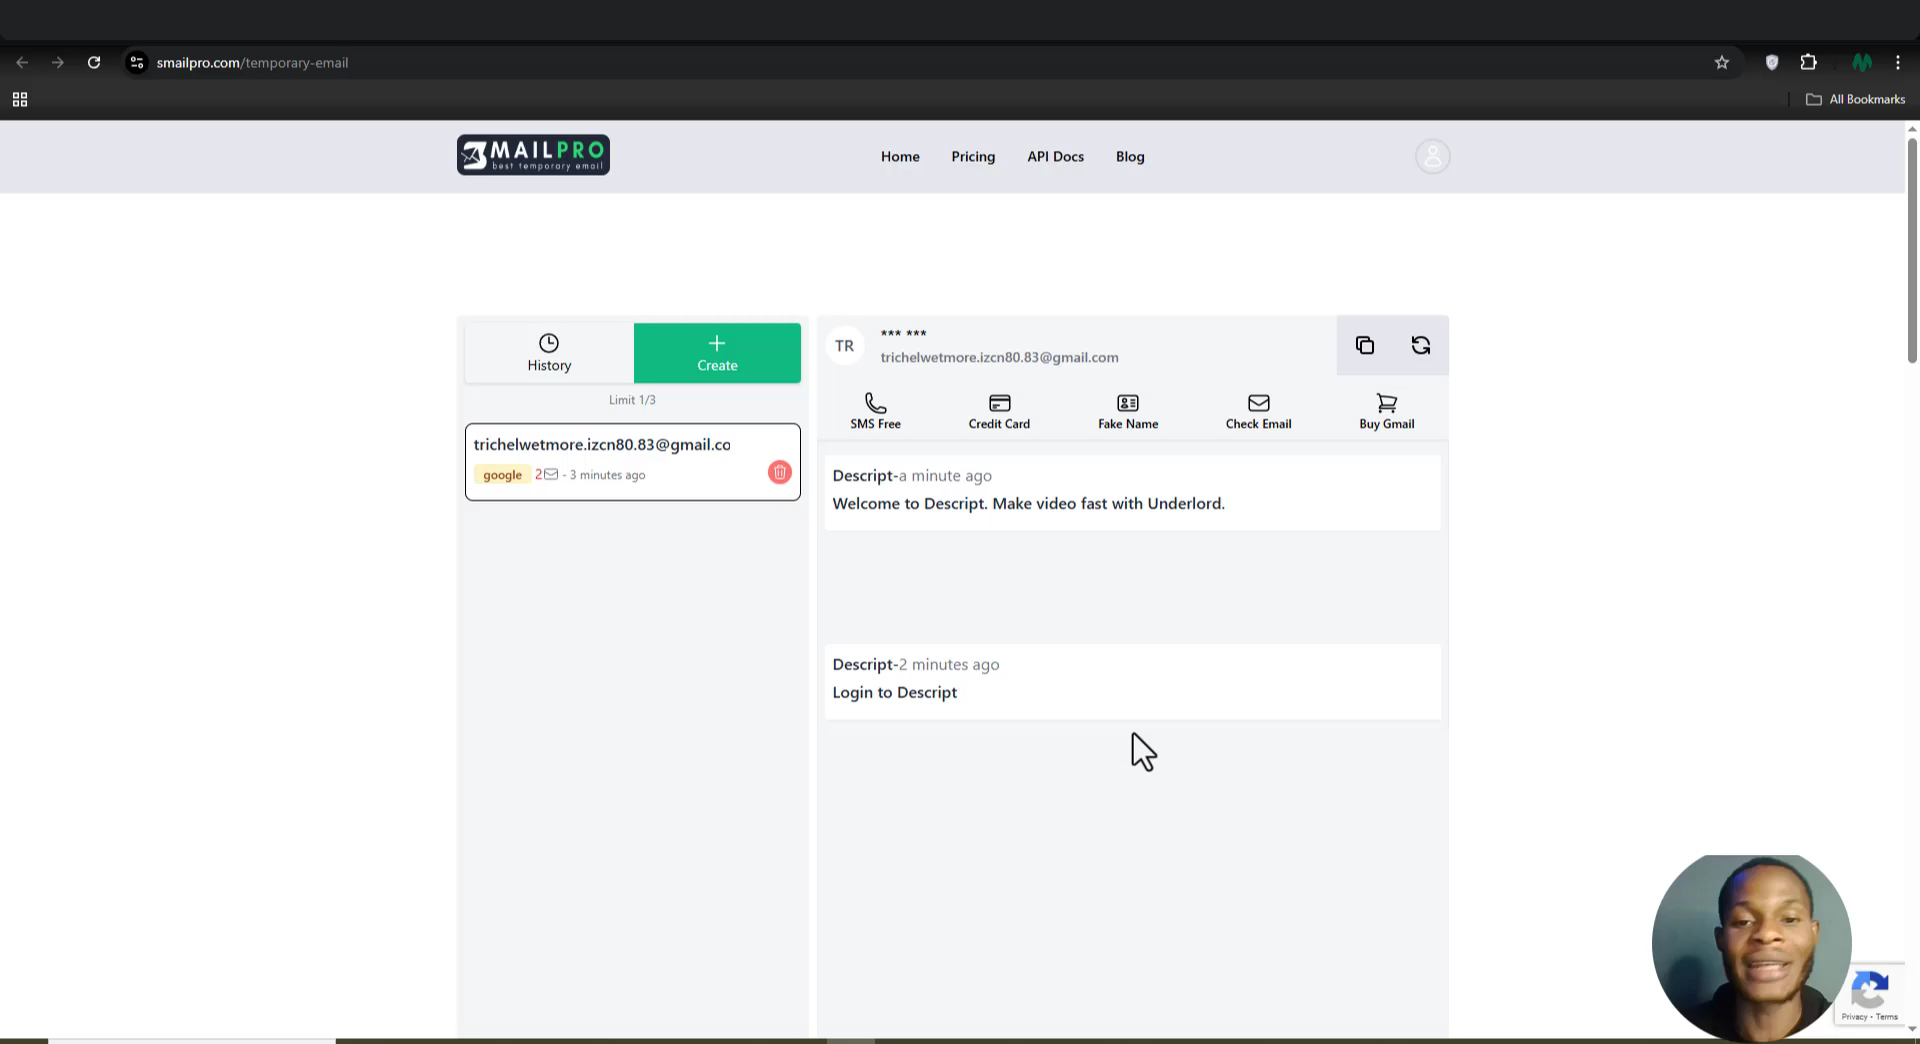 smailpro.com/temporary-email
All Bookmarks
SMAILPRO
best temporary email
Home
Pricing
API Docs
Blog
History
Create
Limit 1/3
trichelwetmore.izcn80.83@gmail.co
google 2 - 3 minutes ago
TR
*** ***
trichelwetmore.izcn80.83@gmail.com
SMS Free
Credit Card
Fake Name
Check Email
Buy Gmail
Descript-a minute ago
Welcome to Descript. Make video fast with Underlord.
Descript-2 minutes ago
Login to Descript
Privacy - Terms